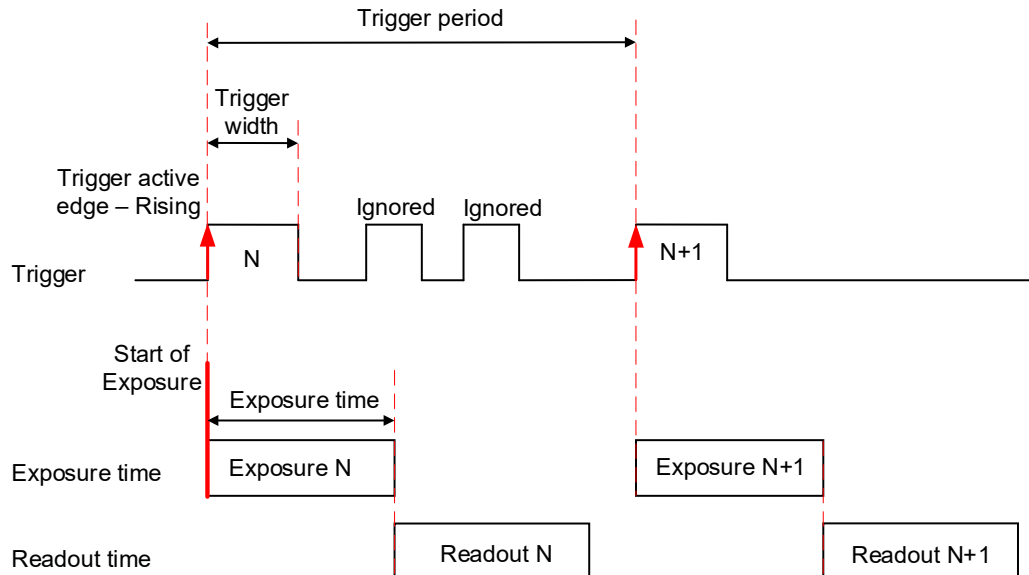 Trigger period
Trigger
width
Trigger active
edge – Rising
Ignored
Ignored
Trigger
N
N+1
Start of
Exposure
Exposure time
Exposure time
Exposure N
Exposure N+1
Readout time
Readout N
Readout N+1